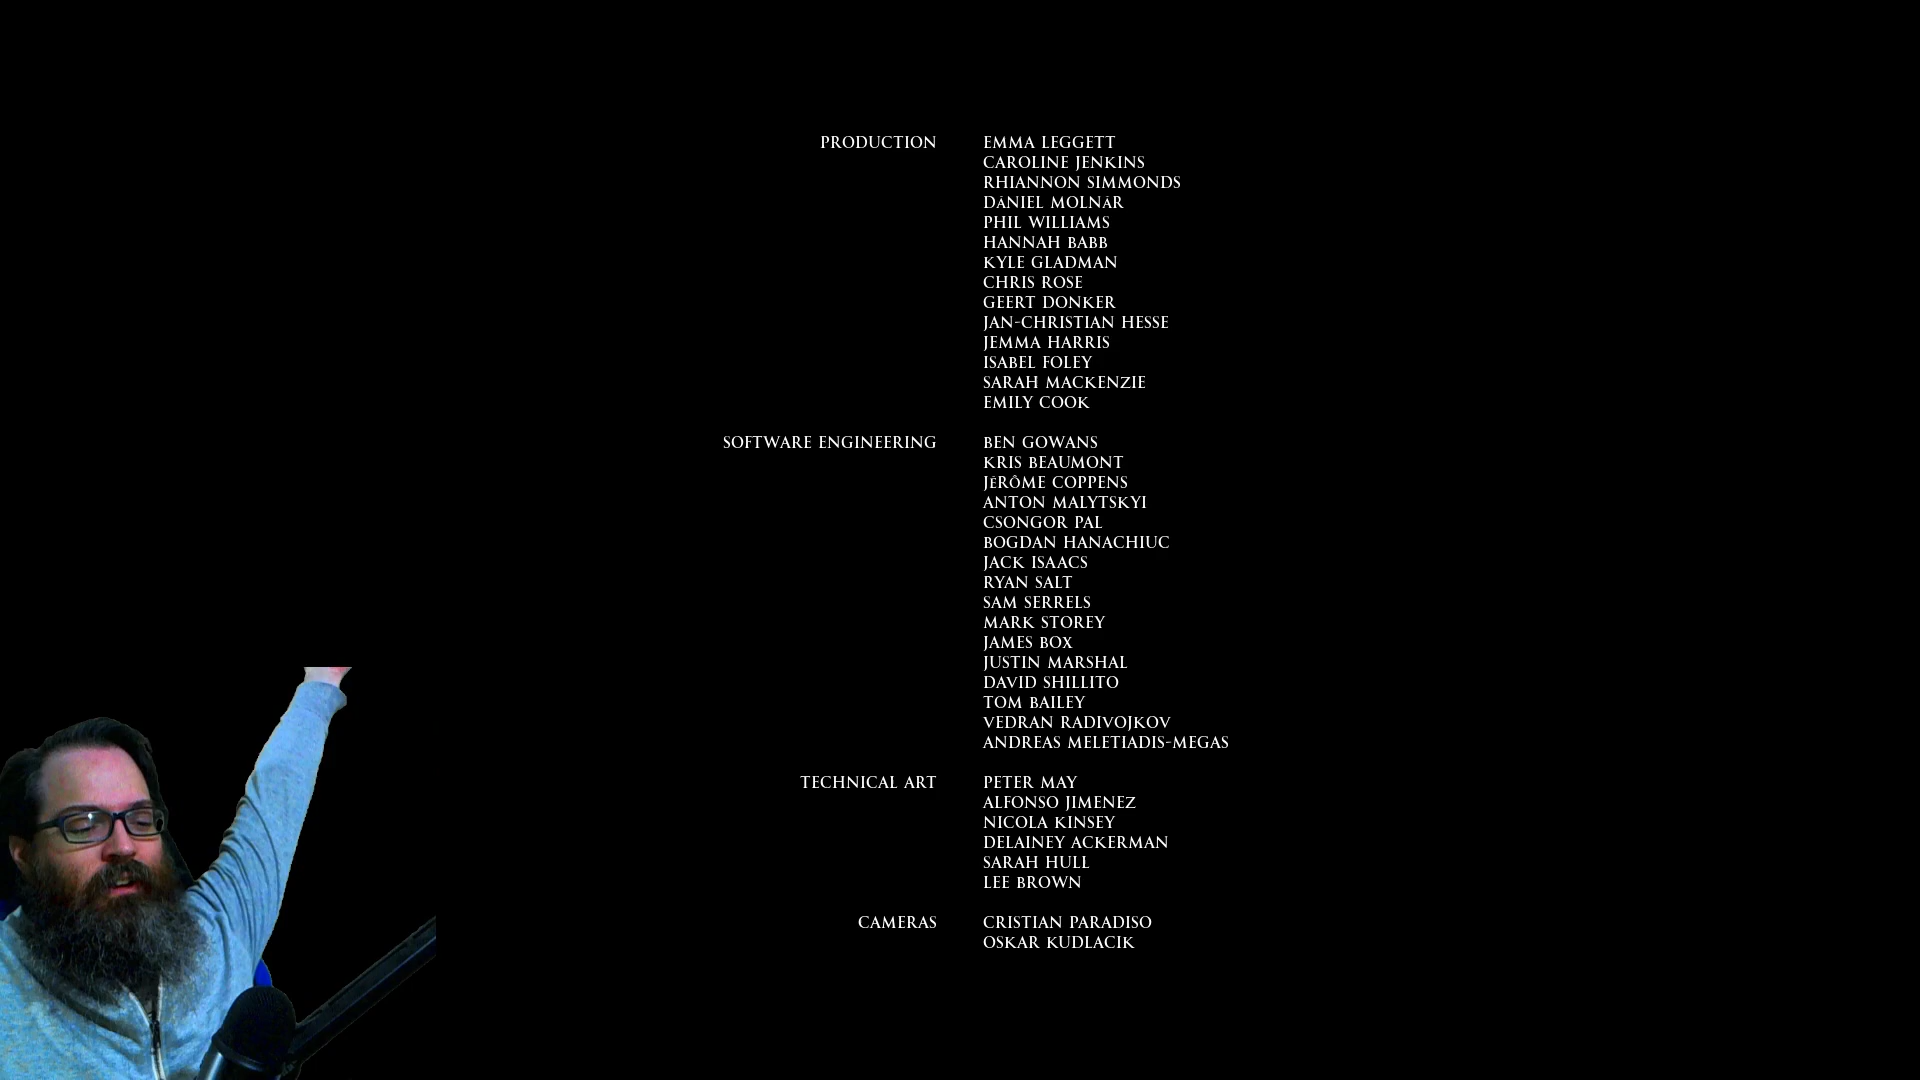 PRODUCTION EMMA LEGGETT
CAROLINE JENKINS
RHIANNON SIMMONDS
DÁNIEL MOLNÁR
PHIL WILLIAMS
HANNAH BABB
KYLE GLADMAN
CHRIS ROSE
GEERT DONKER
JAN-CHRISTIAN HESSE
JEMMA HARRIS
ISABEL FOLEY
SARAH MACKENZIE
EMILY COOK
SOFTWARE ENGINEERING BEN GOWANS
KRIS BEAUMONT
JÉRÔME COPPENS
ANTON MALYTSKYI
CSONGOR PAL
BOGDAN HANACHIUC
JACK ISAACS
RYAN SALT
SAM SERRELS
MARK STOREY
JAMES BOX
JUSTIN MARSHAL
DAVID SHILLITO
TOM BAILEY
VEDRAN RADIVOJKOV
ANDREAS MELETIADIS-MEGAS
TECHNICAL ART PETER MAY
ALFONSO JIMENEZ
NICOLA KINSEY
DELAINEY ACKERMAN
SARAH HULL
LEE BROWN
CAMERAS CRISTIAN PARADISO
OSKAR KUDLACIK